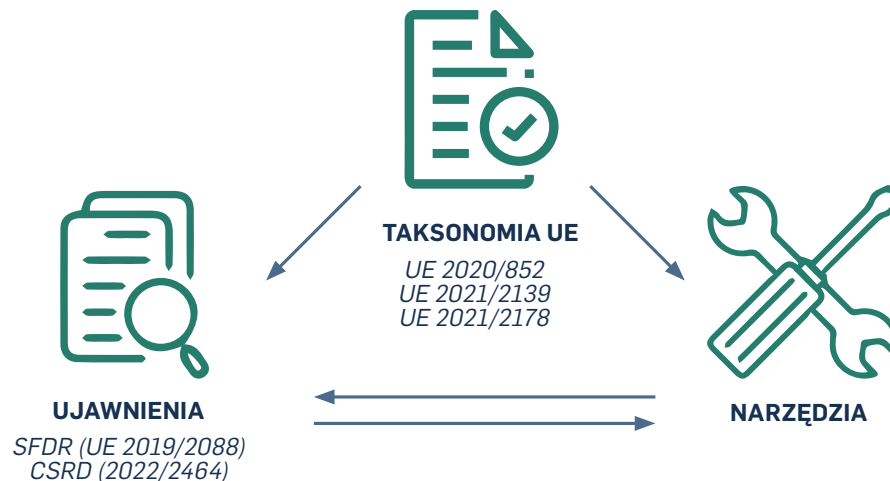 TAKSONOMIA UE
UE 2020/852
UE 2021/2139
UE 2021/2178
UJAWNIENIA
SFDR (UE 2019/2088)
CSRD (2022/2464)
NARZĘDZIA